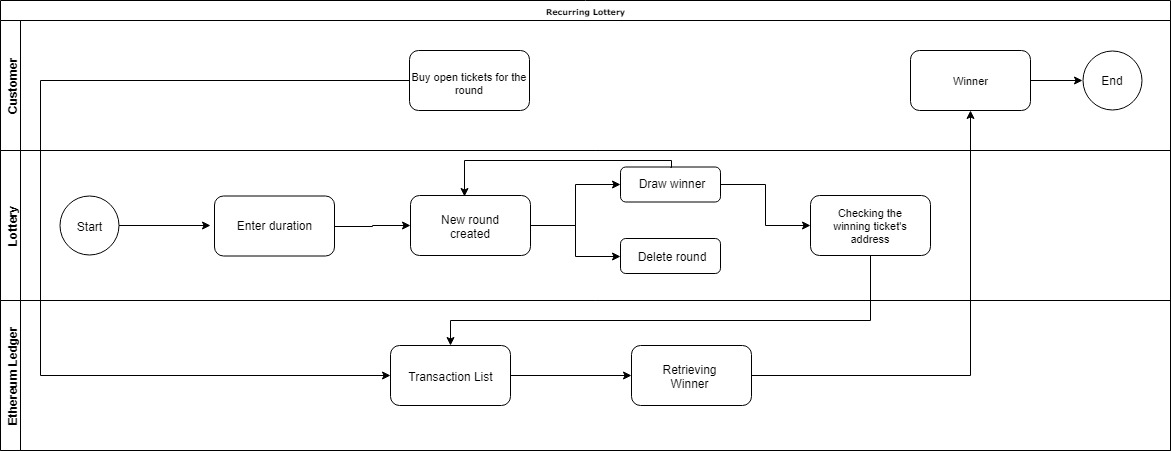 Recurring Lottery
Customer
Buy open tickets for the
round
Winner
End
Lottery
Start
Enter duration
New round
created
Draw winner
Delete round
Checking the
winning ticket's
address
Ethereum Ledger
Transaction List
Retrieving
Winner